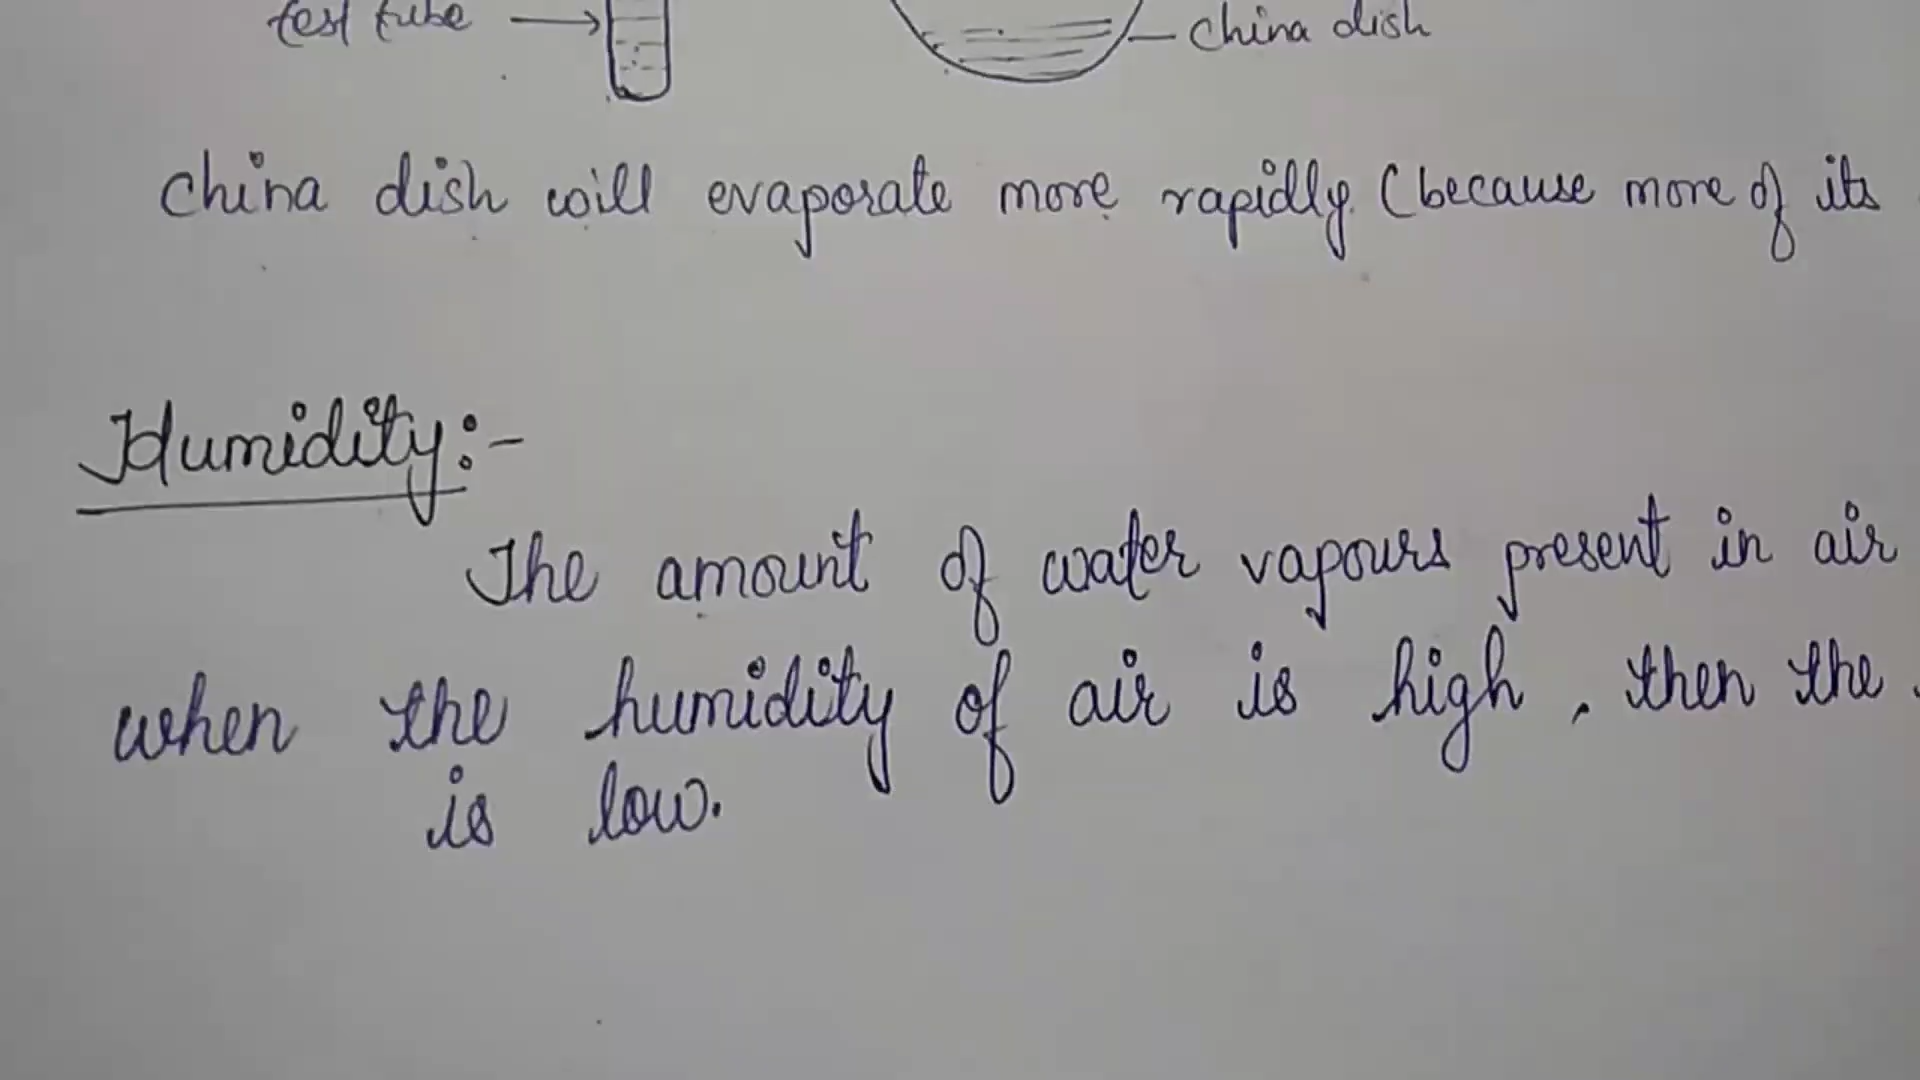 test tube
china dish
china dish will evaporate more rapidly (because more of its
Humidity:-
The amount of water vapours present in air
when the humidity of air is high, then the
is low.